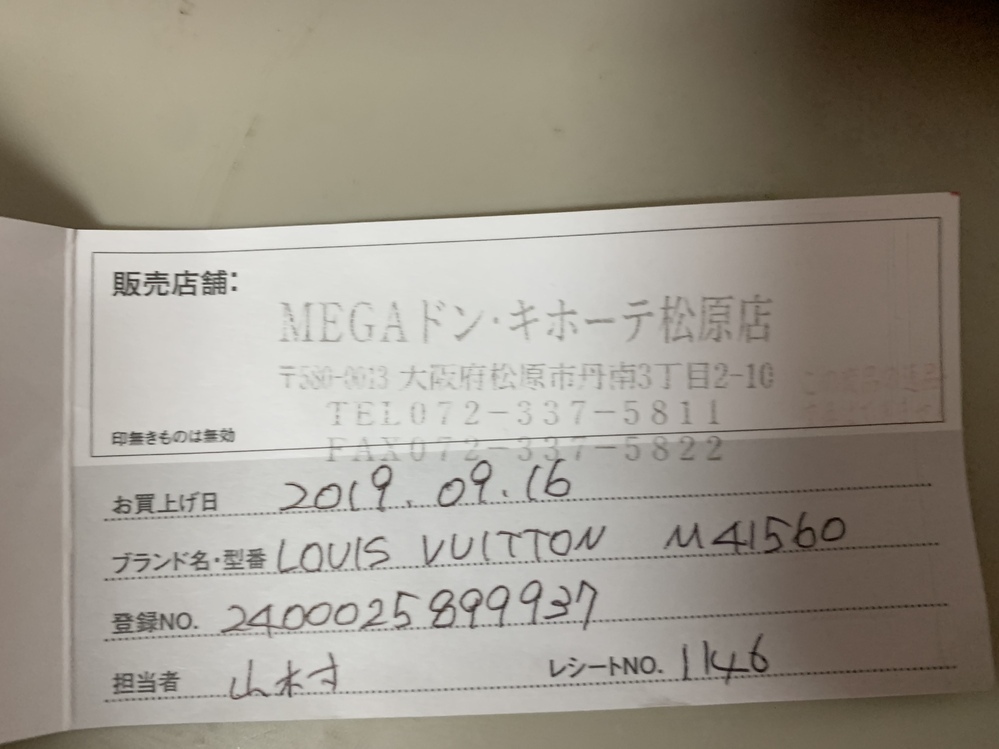 販売店舗:
MEGAドン・キホーテ松原店
〒580-0013 大阪府松原市丹南3丁目2-10
TEL072-337-5811
印無きものは無効
FAX072-337-5822
お買上げ日 2019.09.16
ブランド名・型番 LOUIS VUITTON M41560
登録NO. 2400025899937
担当者 山村 レシートNO. 1146